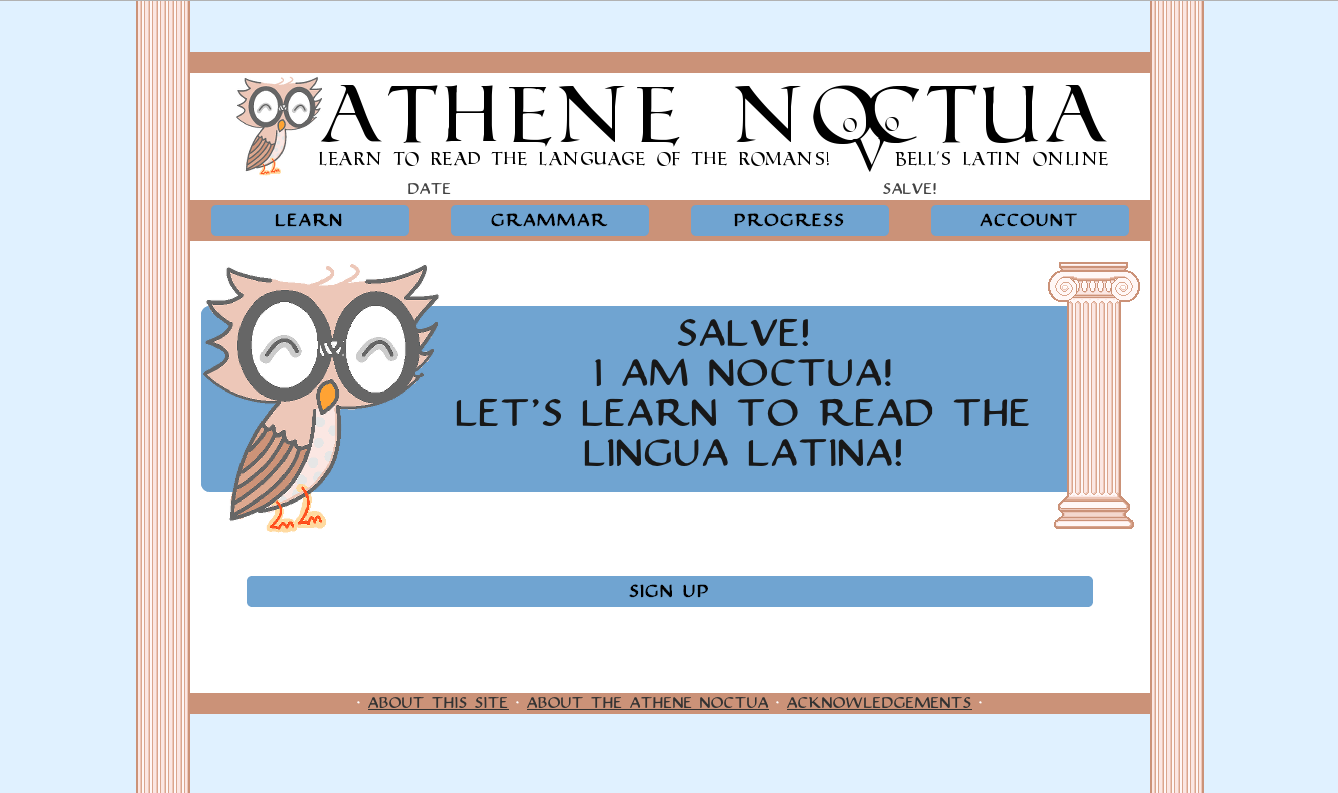 ATHENE NOCTUA
LEARN TO READ THE LANGUAGE OF THE ROMANS! BELL'S LATIN ONLINE
DATE SALVE!
LEARN GRAMMAR PROGRESS ACCOUNT
SALVE!
I AM NOCTUA!
LET'S LEARN TO READ THE
LINGUA LATINA!
SIGN UP
· ABOUT THIS SITE · ABOUT THE ATHENE NOCTUA · ACKNOWLEDGEMENTS ·